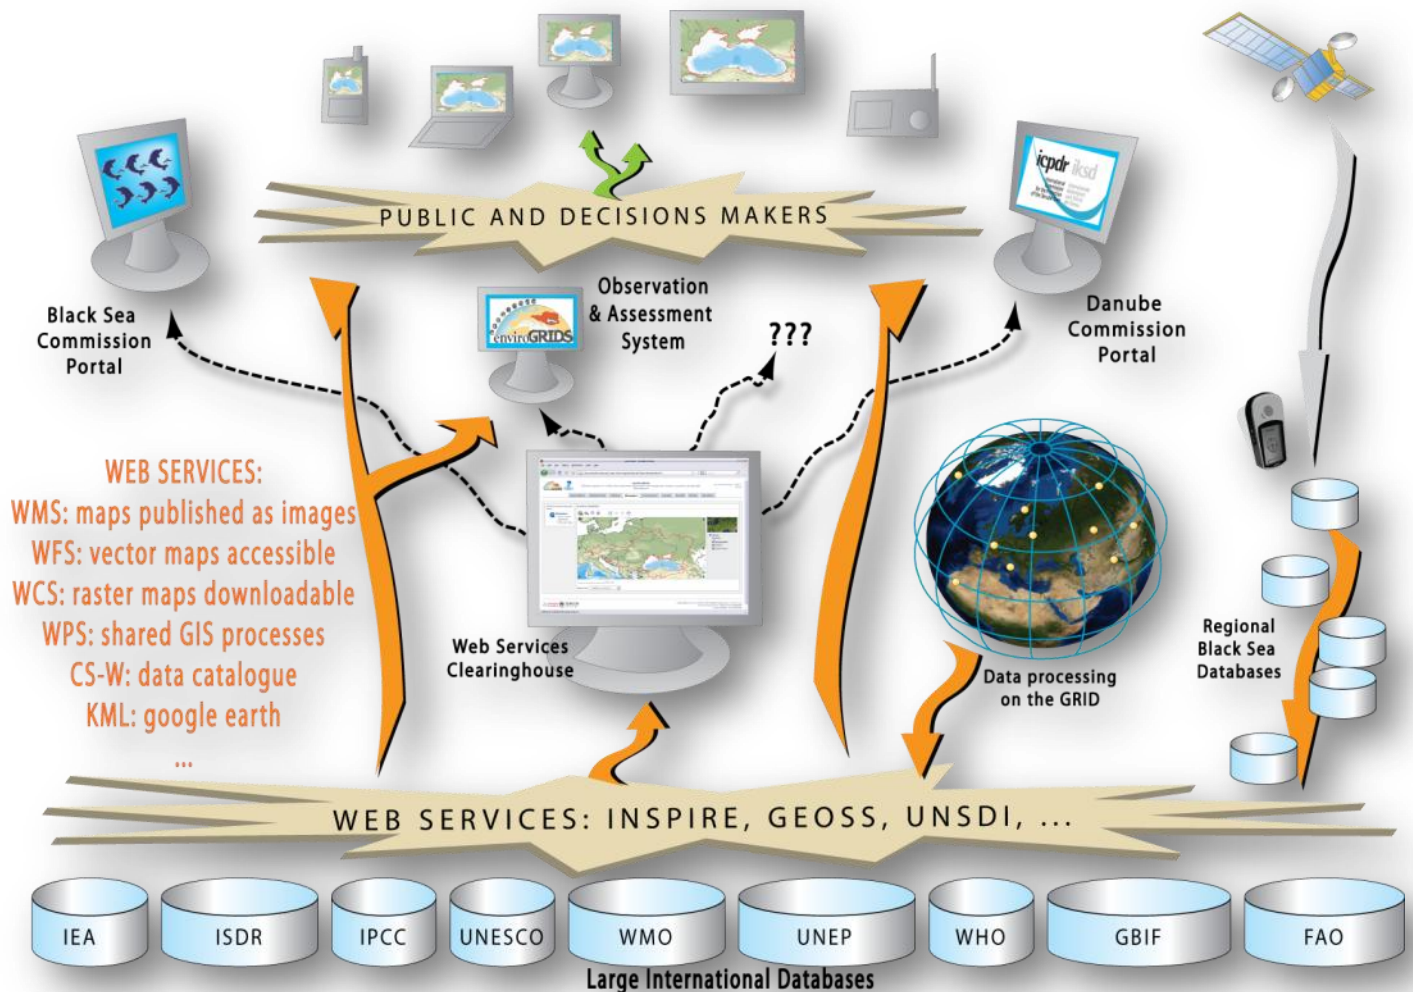 icpdr iksd
PUBLIC AND DECISIONS MAKERS
Black Sea
Commission
Portal
enviroGRIDS
Observation
& Assessment
System
???
Danube
Commission
Portal
WEB SERVICES:
WMS: maps published as images
WFS: vector maps accessible
WCS: raster maps downloadable
WPS: shared GIS processes
CS-W: data catalogue
KML: google earth
...
Web Services
Clearinghouse
Data processing
on the GRID
Regional
Black Sea
Databases
WEB SERVICES: INSPIRE, GEOSS, UNSDI, ...
IEA
ISDR
IPCC
UNESCO
WMO
UNEP
WHO
GBIF
FAO
Large International Databases